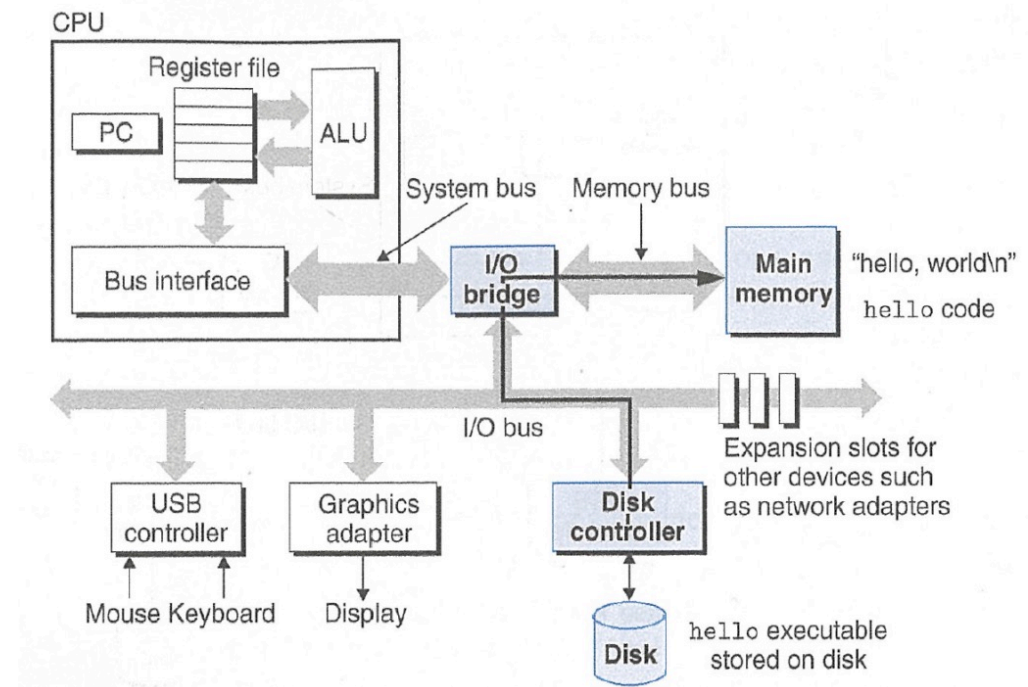 CPU
Register file
PC
ALU
System bus
Memory bus
Bus interface
I/O
bridge
Main
memory
"hello, world\n"
hello code
I/O bus
Expansion slots for
other devices such
as network adapters
USB
controller
Graphics
adapter
Disk
controller
Mouse Keyboard
Display
Disk
hello executable
stored on disk